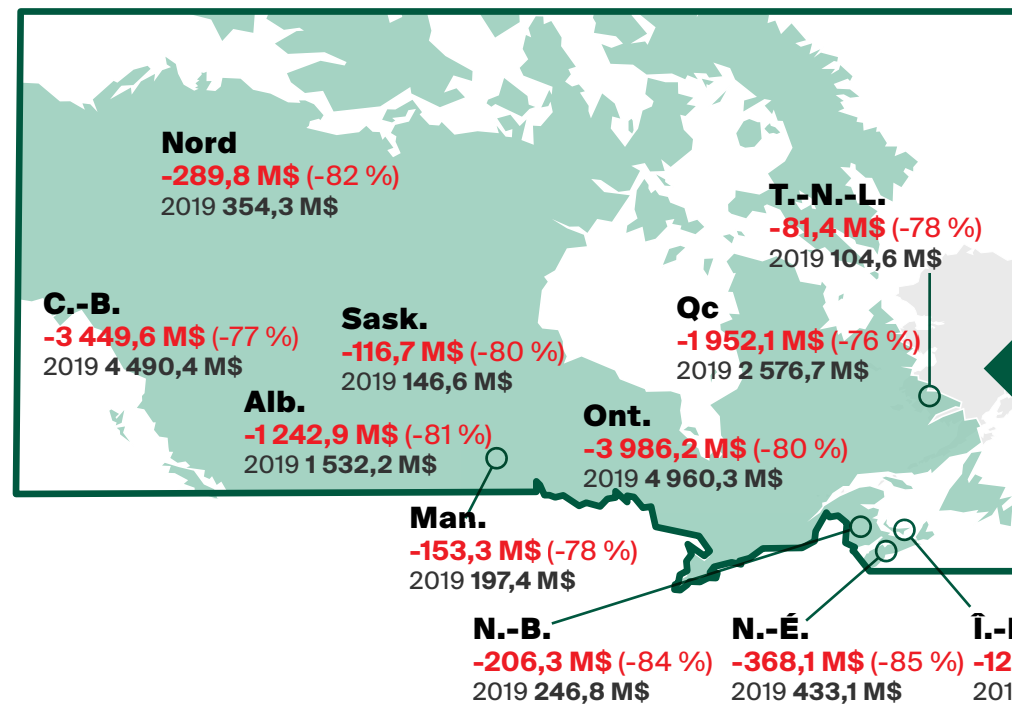 Nord
-289,8 M$ (-82 %)
2019 354,3 M$
T.-N.-L.
-81,4 M$ (-78 %)
2019 104,6 M$
C.-B.
-3 449,6 M$ (-77 %)
2019 4 490,4 M$
Sask.
-116,7 M$ (-80 %)
2019 146,6 M$
Qc
-1 952,1 M$ (-76 %)
2019 2 576,7 M$
Alb.
-1 242,9 M$ (-81 %)
2019 1 532,2 M$
Ont.
-3 986,2 M$ (-80 %)
2019 4 960,3 M$
Man.
-153,3 M$ (-78 %)
2019 197,4 M$
N.-B.
-206,3 M$ (-84 %)
2019 246,8 M$
N.-É.
-368,1 M$ (-85 %)
2019 433,1 M$